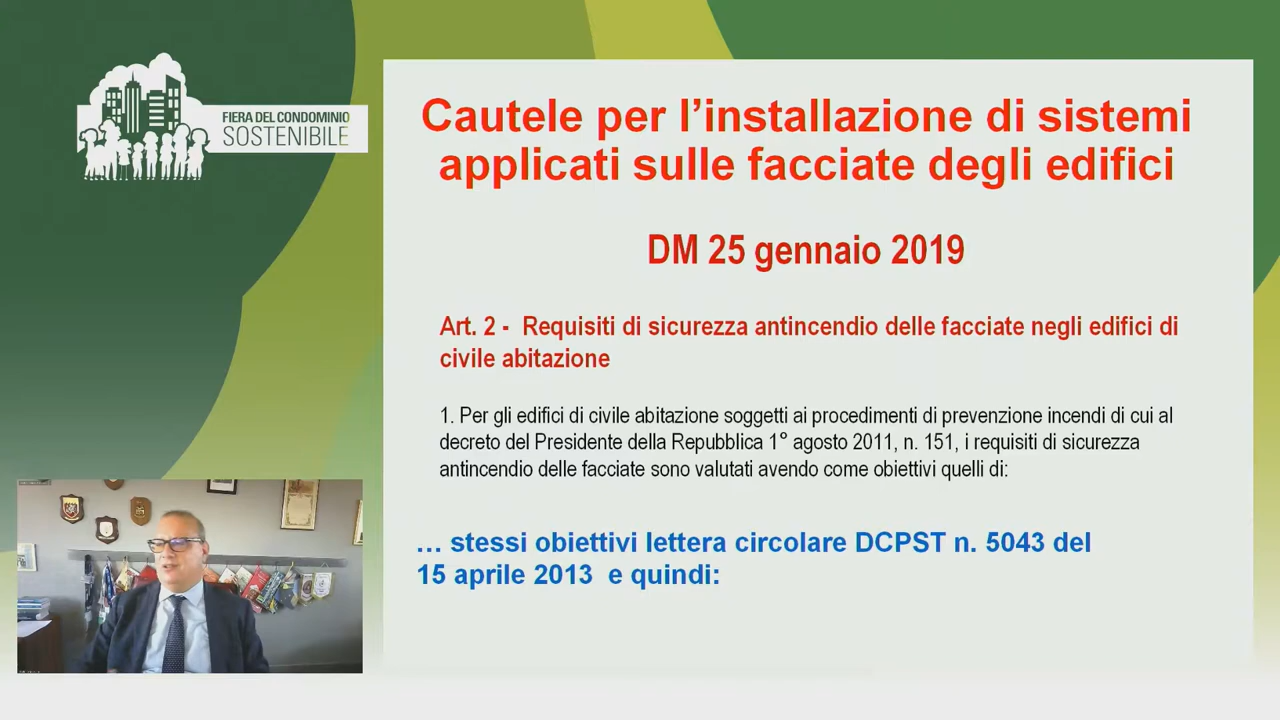 FIERA DEL CONDOMINIO
SOSTENIBILE
Cautele per l’installazione di sistemi
applicati sulle facciate degli edifici
DM 25 gennaio 2019
Art. 2 - Requisiti di sicurezza antincendio delle facciate negli edifici di
civile abitazione
1. Per gli edifici di civile abitazione soggetti ai procedimenti di prevenzione incendi di cui al
decreto del Presidente della Repubblica 1° agosto 2011, n. 151, i requisiti di sicurezza
antincendio delle facciate sono valutati avendo come obiettivi quelli di:
… stessi obiettivi lettera circolare DCPST n. 5043 del
15 aprile 2013 e quindi: